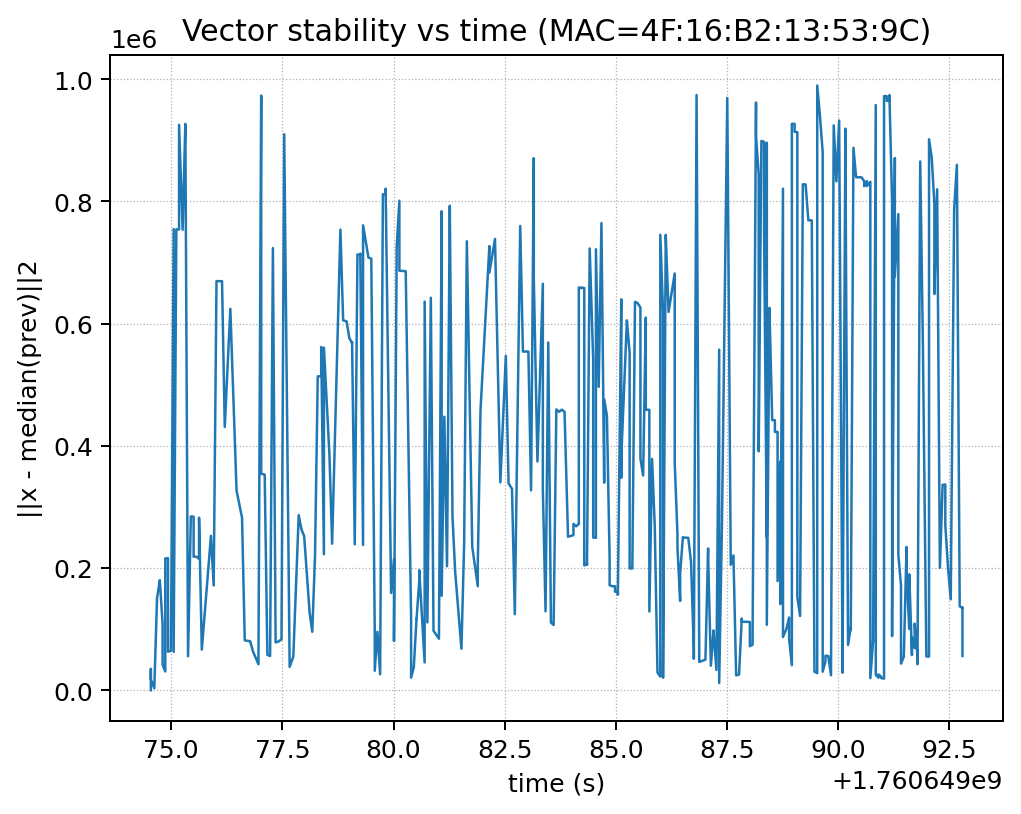 Vector stability vs time (MAC=4F:16:B2:13:53:9C)
1e6
1.0
0.8
0.6
0.4
0.2
0.0
||x - median(prev)||2
75.0 77.5 80.0 82.5 85.0 87.5 90.0 92.5
time (s)
+1.760649e9